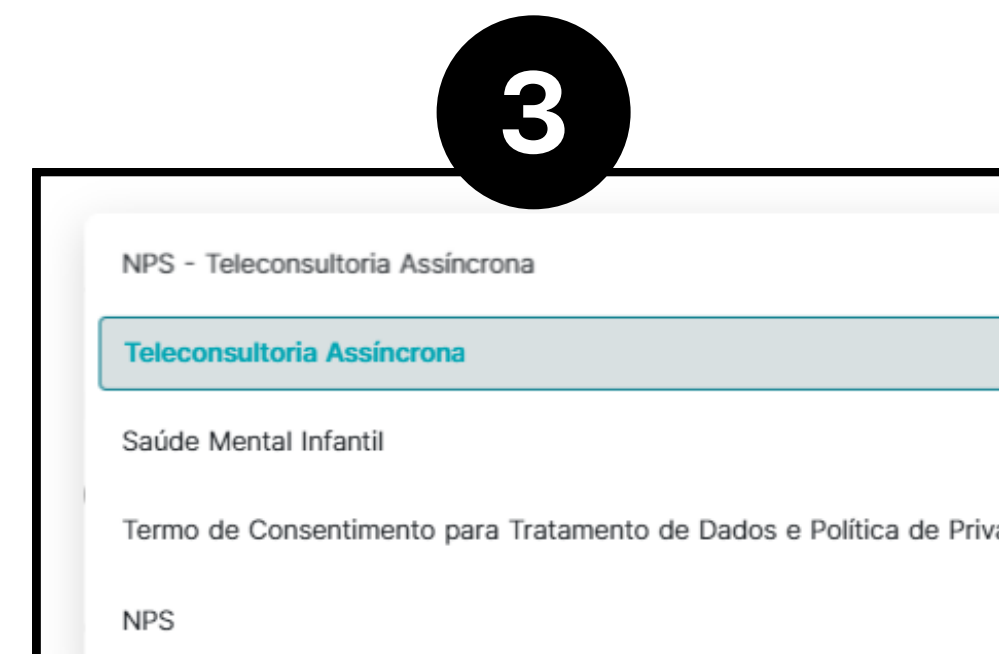 3
NPS - Teleconsultoria Assíncrona
Teleconsultoria Assíncrona
Saúde Mental Infantil
Termo de Consentimento para Tratamento de Dados e Política de
NPS